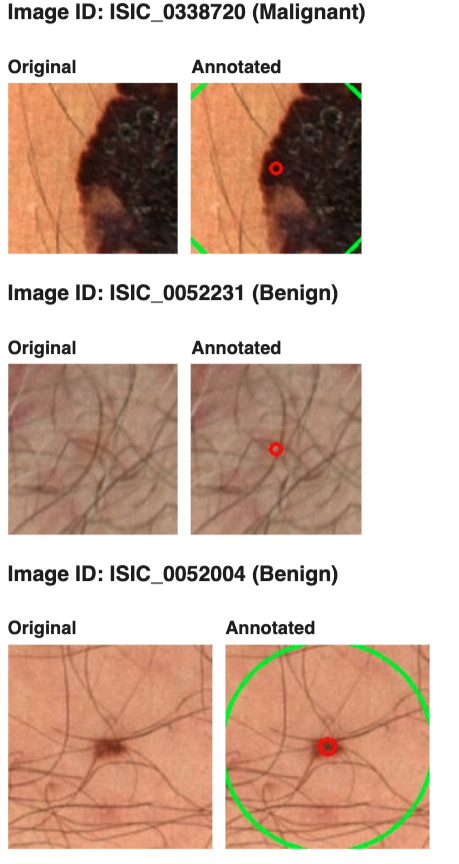 Image ID: ISIC_0338720 (Malignant)
Original Annotated
Image ID: ISIC_0052231 (Benign)
Original Annotated
Image ID: ISIC_0052004 (Benign)
Original Annotated